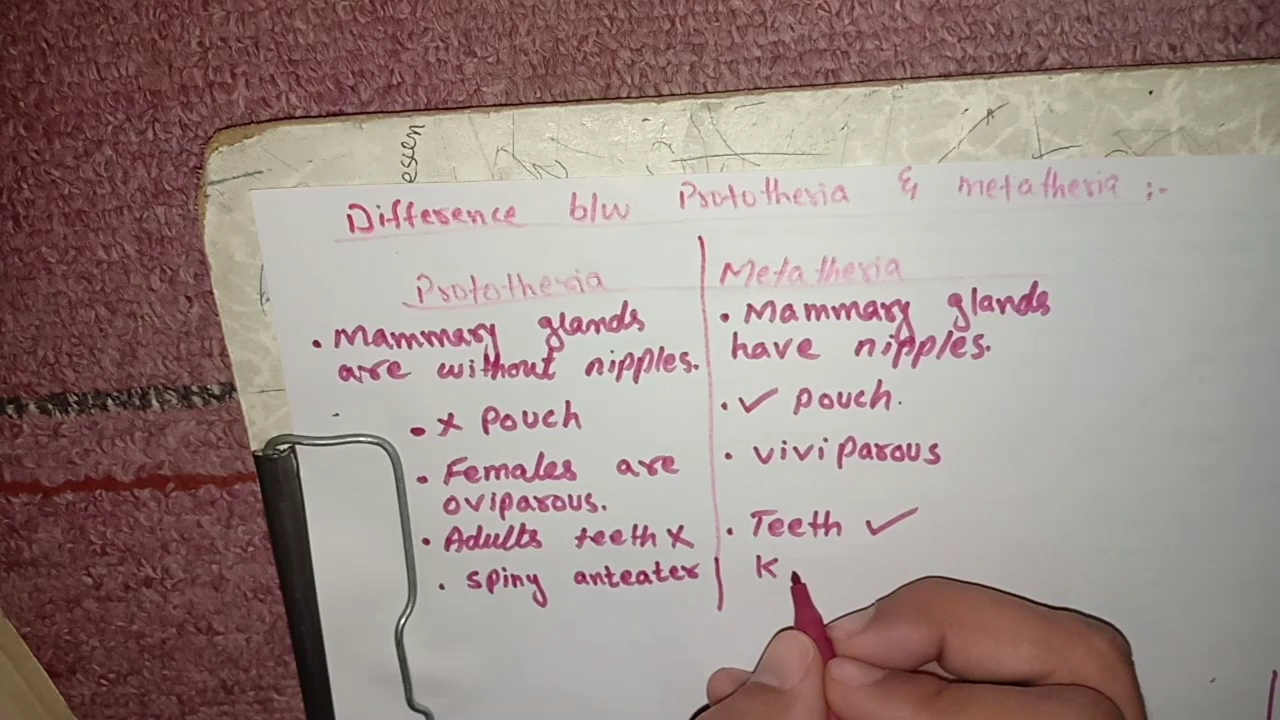 essen
Difference b/w Prototheria & metatheria :-
Prototheria
• Mammary glands
are without nipples.
• x Pouch
• Females are
oviparous.
• Adults teeth x
• spiny anteater
Metatheria
• Mammary glands
have nipples.
• ✓ pouch.
• viviparous
• Teeth ✓
K